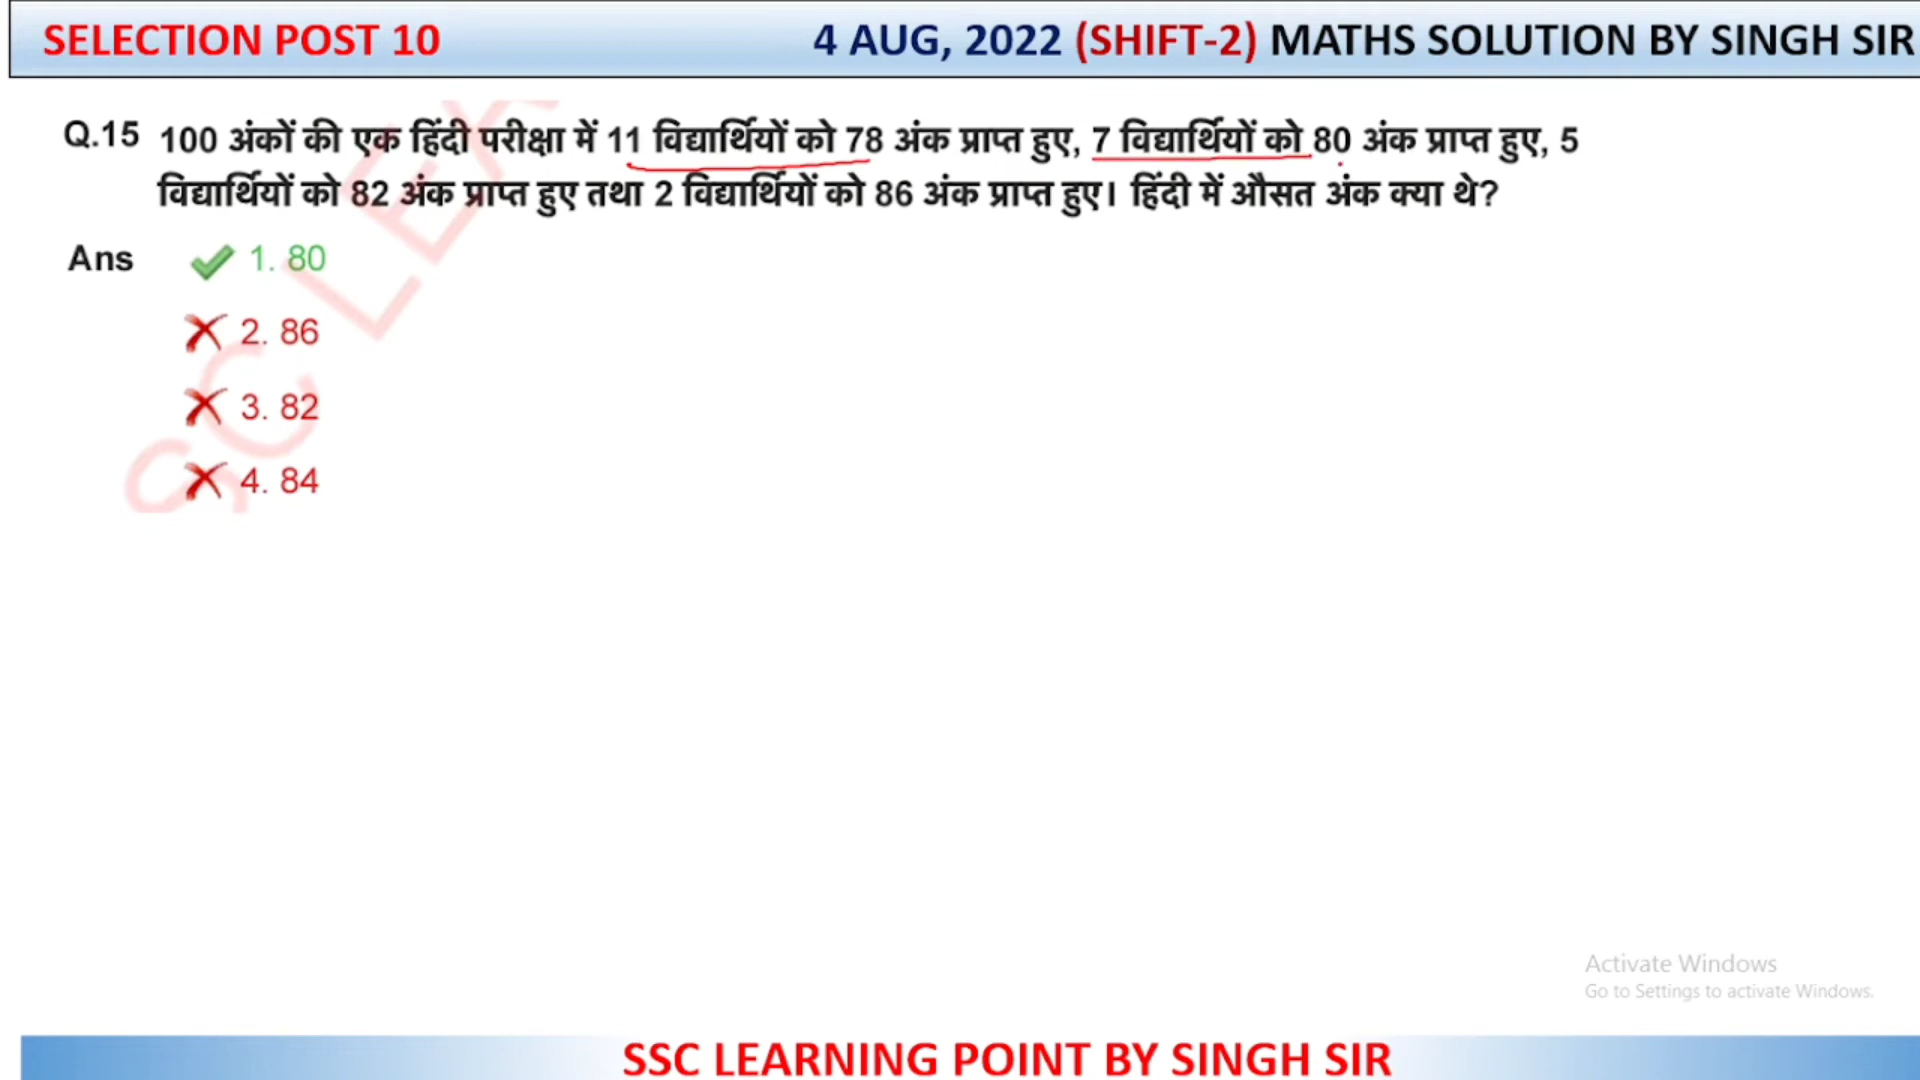 SELECTION POST 10 4 AUG, 2022 (SHIFT-2) MATHS SOLUTION BY SINGH SIR
Q.15 100 अंकों की एक हिंदी परीक्षा में 11 विद्यार्थियों को 78 अंक प्राप्त हुए, 7 विद्यार्थियों को 80 अंक प्राप्त हुए, 5
विद्यार्थियों को 82 अंक प्राप्त हुए तथा 2 विद्यार्थियों को 86 अंक प्राप्त हुए। हिंदी में औसत अंक क्या थे?
Ans 1. 80
2. 86
3. 82
4. 84
Activate Windows
Go to Settings to activate Windows.
SSC LEARNING POINT BY SINGH SIR